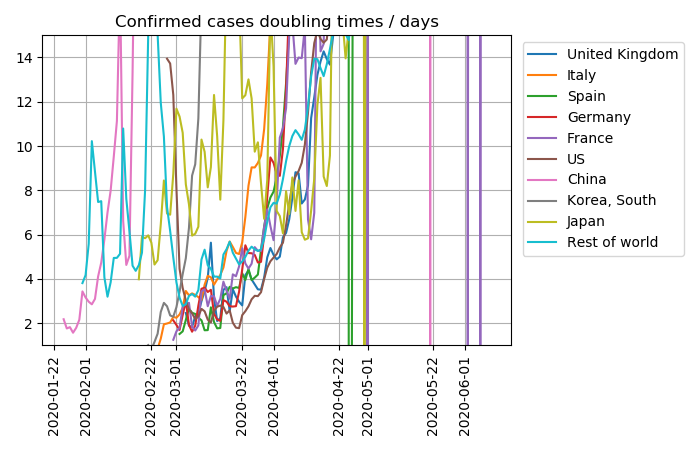 Confirmed cases doubling times / days
14
12
10
8
6
4
2
2020-01-22
2020-02-01
2020-02-22
2020-03-01
2020-03-22
2020-04-01
2020-04-22
2020-05-01
2020-05-22
2020-06-01
United Kingdom
Italy
Spain
Germany
France
US
China
Korea, South
Japan
Rest of world